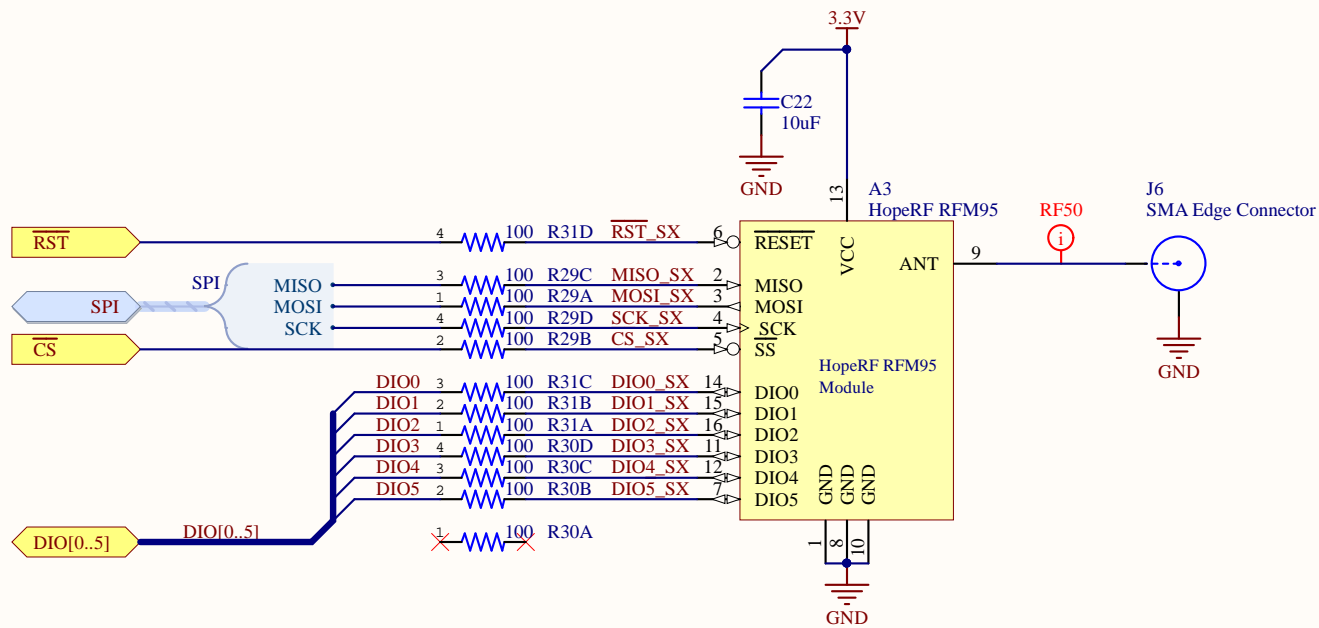 3.3V
C22
10uF
GND
13
A3
HopeRF RFM95
J6
SMA Edge Connector
RF50
i
RST 4 100 R31D RST_SX 6 RESET
VCC
ANT 9
SPI
SPI
MISO 3 100 R29C MISO_SX 2 MISO
MOSI 1 100 R29A MOSI_SX 3 MOSI
SCK 4 100 R29D SCK_SX 4 SCK
CS 2 100 R29B CS_SX 5 SS
HopeRF RFM95
Module
GND
DIO0 3 100 R31C DIO0_SX 14 DIO0
DIO1 2 100 R31B DIO1_SX 15 DIO1
DIO2 1 100 R31A DIO2_SX 16 DIO2
DIO3 4 100 R30D DIO3_SX 11 DIO3
DIO4 3 100 R30C DIO4_SX 12 DIO4
DIO5 2 100 R30B DIO5_SX 7 DIO5
GND GND GND
DIO[0..5] DIO[0..5]
1 100 R30A
1 8 10
GND